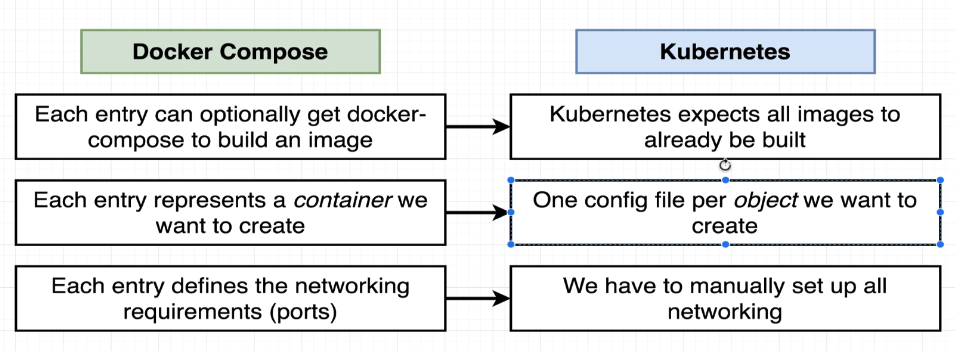 Docker Compose
Kubernetes
Each entry can optionally get docker-
compose to build an image
Kubernetes expects all images to
already be built
Each entry represents a container we
want to create
One config file per object we want to
create
Each entry defines the networking
requirements (ports)
We have to manually set up all
networking